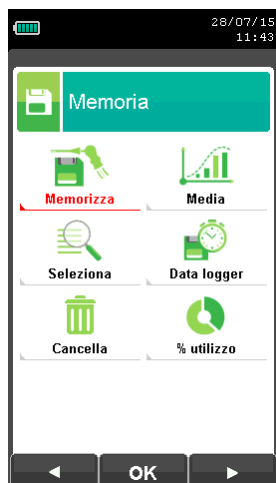 28/07/15
11:43
Memoria
Memorizza
Media
Seleziona
Data logger
Cancella
% utilizzo
OK